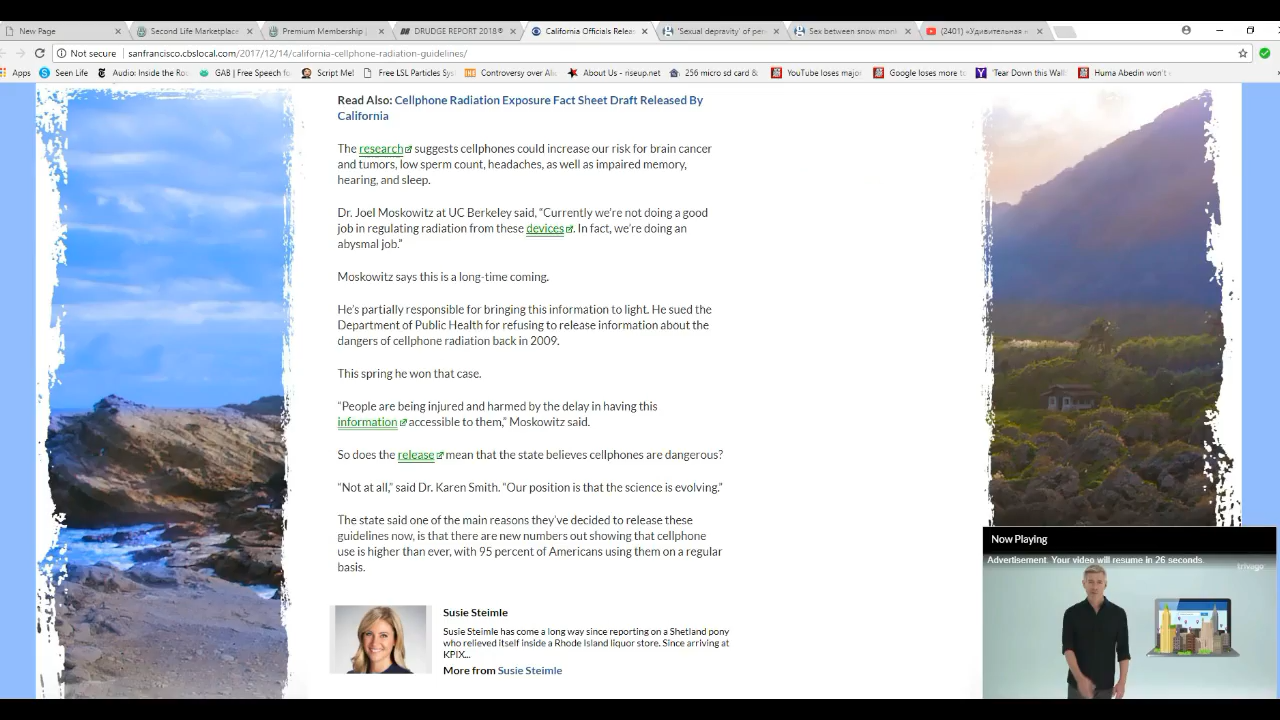 New Page
Second Life Marketplace
Premium Membership |
DRUDGE REPORT 2018®
California Officials Releas
'Sexual depravity' of pen
Sex between snow monk
(2401) «Удивительная п
Not secure | sanfrancisco.cbslocal.com/2017/12/14/california-cellphone-radiation-guidelines/
Apps
Seen Life
Audio: Inside the Rou
GAB | Free Speech fo
Script Me!
Free LSL Particles Sys
Controversy over Ali
About Us - riseup.net
256 micro sd card &
YouTube loses major
Google loses more to
'Tear Down this Wall'
Huma Abedin won't
Read Also: Cellphone Radiation Exposure Fact Sheet Draft Released By
California
The research suggests cellphones could increase our risk for brain cancer
and tumors, low sperm count, headaches, as well as impaired memory,
hearing, and sleep.
Dr. Joel Moskowitz at UC Berkeley said, “Currently we’re not doing a good
job in regulating radiation from these devices. In fact, we’re doing an
abysmal job.”
Moskowitz says this is a long-time coming.
He’s partially responsible for bringing this information to light. He sued the
Department of Public Health for refusing to release information about the
dangers of cellphone radiation back in 2009.
This spring he won that case.
“People are being injured and harmed by the delay in having this
information accessible to them,” Moskowitz said.
So does the release mean that the state believes cellphones are dangerous?
“Not at all,” said Dr. Karen Smith. “Our position is that the science is evolving.”
The state said one of the main reasons they’ve decided to release these
guidelines now, is that there are new numbers out showing that cellphone
use is higher than ever, with 95 percent of Americans using them on a regular
basis.
Susie Steimle
Susie Steimle has come a long way since reporting on a Shetland pony
who relieved itself inside a Rhode Island liquor store. Since arriving at
KPIX...
More from Susie Steimle
Now Playing
Advertisement: Your video will resume in 26 seconds.
trivago